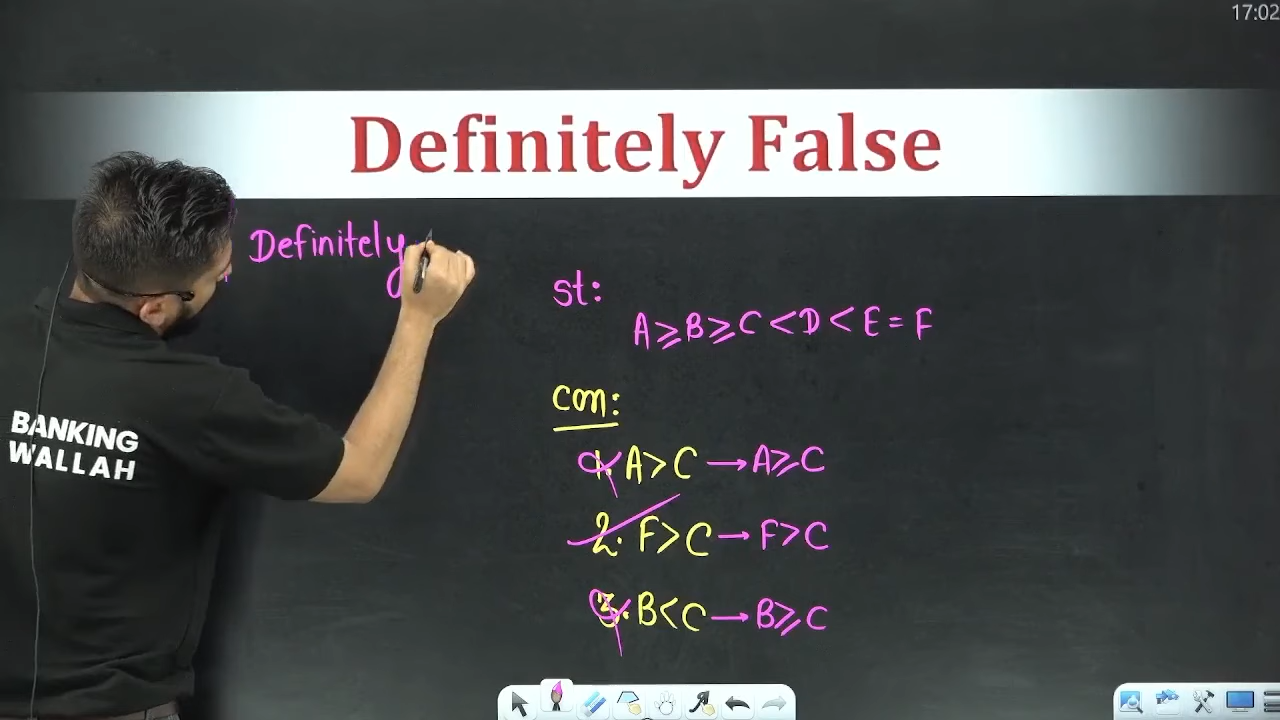 17:02
Definitely False
Definitely
st:
A ⩾ B ⩾ C < D < E = F
con:
1. A > C → A ⩾ C
2. F > C → F > C
3. B < C → B ⩾ C
BANKING
WALLAH